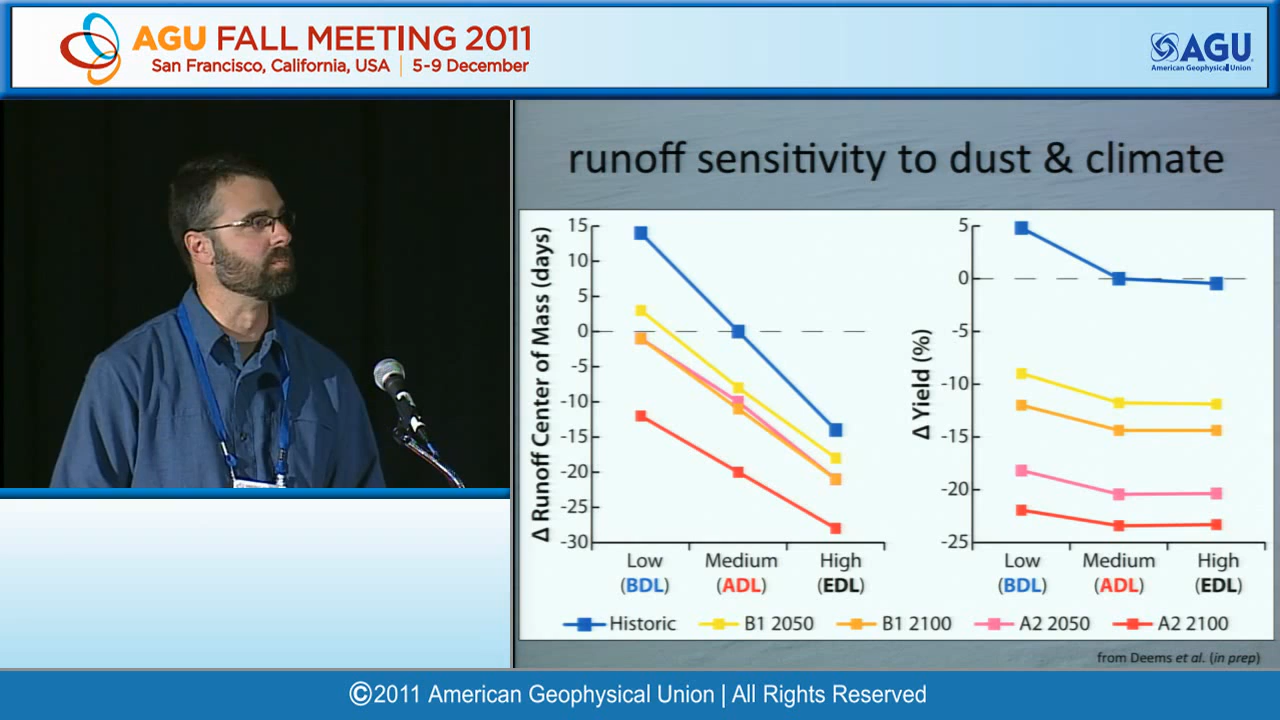 AGU FALL MEETING 2011
San Francisco, California, USA | 5-9 December
AGU
American Geophysical Union
runoff sensitivity to dust & climate
Δ Runoff Center of Mass (days)
15
10
5
0
-5
-10
-15
-20
-25
-30
Low
(BDL)
Medium
(ADL)
High
(EDL)
Δ Yield (%)
5
0
-5
-10
-15
-20
-25
Low
(BDL)
Medium
(ADL)
High
(EDL)
Historic B1 2050 B1 2100 A2 2050 A2 2100
from Deems et al. (in prep)
©2011 American Geophysical Union | All Rights Reserved